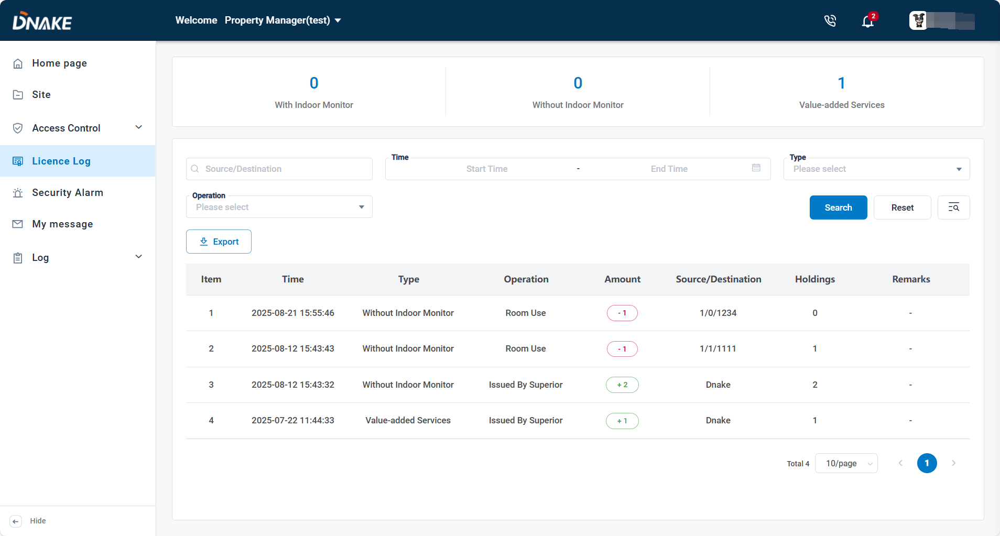 DNAKE
Welcome Property Manager(test)
2
Home page
Site
Access Control
Licence Log
Security Alarm
My message
Log
Hide
0
With Indoor Monitor
0
Without Indoor Monitor
1
Value-added Services
Source/Destination
Time
Start Time - End Time
Type
Please select
Operation
Please select
Search
Reset
Export
Item Time Type Operation Amount Source/Destination Holdings Remarks
1 2025-08-21 15:55:46 Without Indoor Monitor Room Use - 1 1/0/1234 0 -
2 2025-08-12 15:43:43 Without Indoor Monitor Room Use - 1 1/1/1111 1 -
3 2025-08-12 15:43:32 Without Indoor Monitor Issued By Superior + 2 Dnake 2 -
4 2025-07-22 11:44:33 Value-added Services Issued By Superior + 1 Dnake 1 -
Total 4 10/page 1